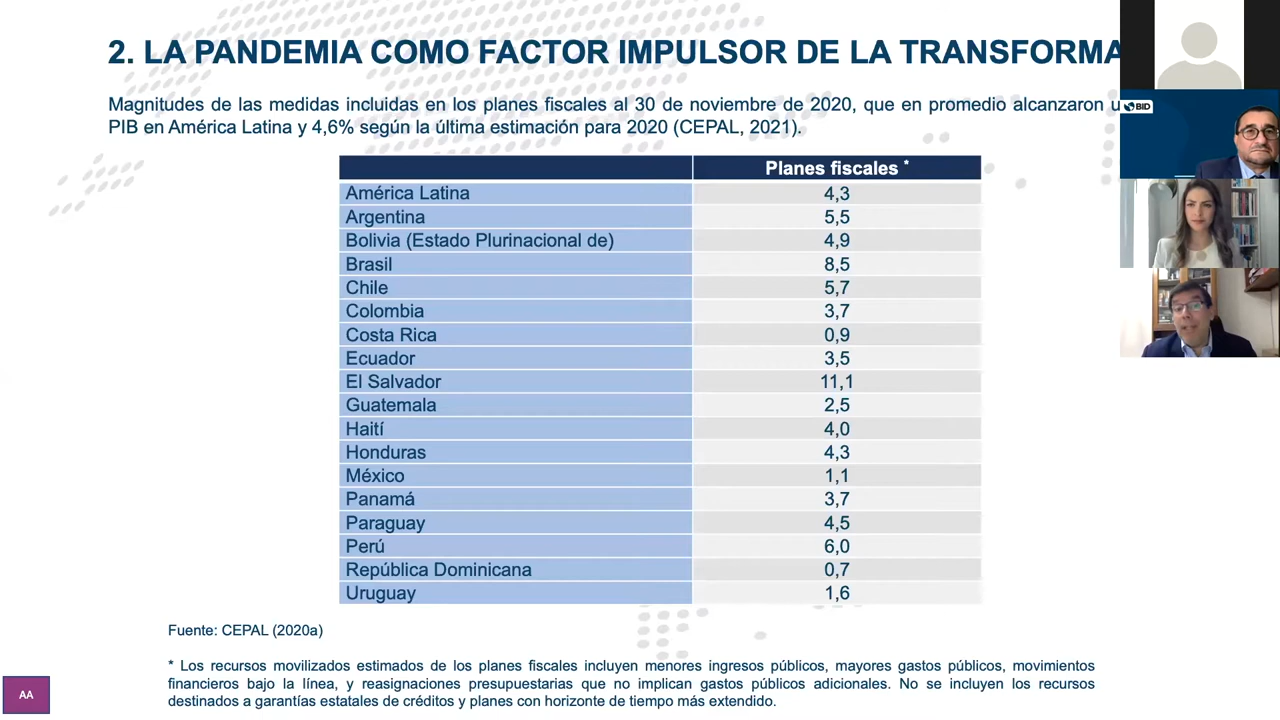 2. LA PANDEMIA COMO FACTOR IMPULSOR DE LA TRANSFORMA
Magnitudes de las medidas incluidas en los planes fiscales al 30 de noviembre de 2020, que en promedio alcanzaron u
PIB en América Latina y 4,6% según la última estimación para 2020 (CEPAL, 2021).
BID
Planes fiscales *
América Latina 4,3
Argentina 5,5
Bolivia (Estado Plurinacional de) 4,9
Brasil 8,5
Chile 5,7
Colombia 3,7
Costa Rica 0,9
Ecuador 3,5
El Salvador 11,1
Guatemala 2,5
Haití 4,0
Honduras 4,3
México 1,1
Panamá 3,7
Paraguay 4,5
Perú 6,0
República Dominicana 0,7
Uruguay 1,6
Fuente: CEPAL (2020a)
* Los recursos movilizados estimados de los planes fiscales incluyen menores ingresos públicos, mayores gastos públicos, movimientos
financieros bajo la línea, y reasignaciones presupuestarias que no implican gastos públicos adicionales. No se incluyen los recursos
destinados a garantías estatales de créditos y planes con horizonte de tiempo más extendido.
AA